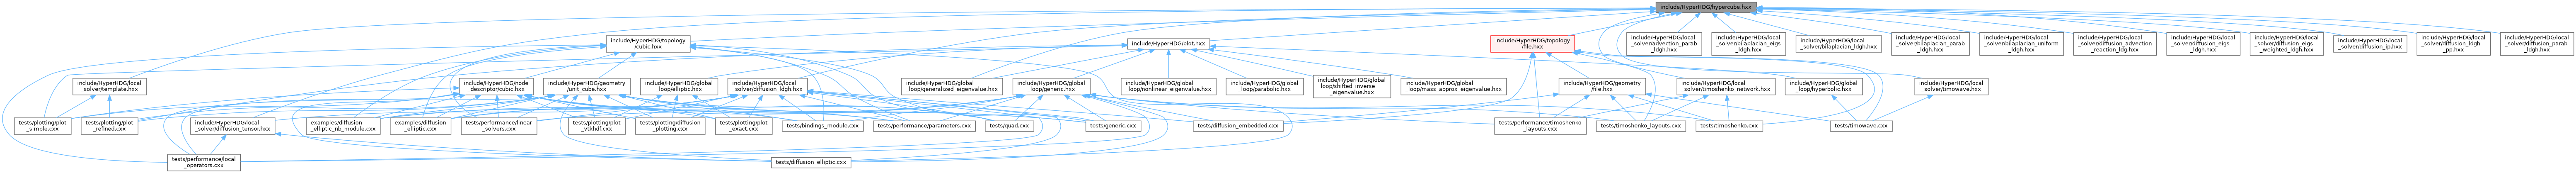 include/HyperHDG/hypercube.hxx
include/HyperHDG/topology
/cubic.hxx
include/HyperHDG/plot.hxx
include/HyperHDG/topology
/file.hxx
include/HyperHDG/local
_solver/advection_parab
_ldgh.hxx
include/HyperHDG/local
_solver/bilaplacian_eigs
_ldgh.hxx
include/HyperHDG/local
_solver/bilaplacian_ldgh.hxx
include/HyperHDG/local
_solver/bilaplacian_parab
_ldgh.hxx
include/HyperHDG/local
_solver/bilaplacian_uniform
_ldgh.hxx
include/HyperHDG/local
_solver/diffusion_advection
_reaction_ldg.hxx
include/HyperHDG/local
_solver/diffusion_eigs
_ldgh.hxx
include/HyperHDG/local
_solver/diffusion_eigs
_weighted_ldgh.hxx
include/HyperHDG/local
_solver/diffusion_ip.hxx
include/HyperHDG/local
_solver/diffusion_ldgh
_pp.hxx
include/HyperHDG/local
_solver/diffusion_parab
_ldgh.hxx
include/HyperHDG/local
_solver/template.hxx
include/HyperHDG/node
_descriptor/cubic.hxx
include/HyperHDG/geometry
/unit_cube.hxx
include/HyperHDG/global
_loop/elliptic.hxx
include/HyperHDG/local
_solver/diffusion_ldgh.hxx
include/HyperHDG/global
_loop/generalized_eigenvalue.hxx
include/HyperHDG/global
_loop/generic.hxx
include/HyperHDG/global
_loop/nonlinear_eigenvalue.hxx
include/HyperHDG/global
_loop/parabolic.hxx
include/HyperHDG/global
_loop/shifted_inverse
_eigenvalue.hxx
include/HyperHDG/global
_loop/mass_approx_eigenvalue.hxx
include/HyperHDG/geometry
/file.hxx
include/HyperHDG/local
_solver/timoshenko_network.hxx
include/HyperHDG/global
_loop/hyperbolic.hxx
include/HyperHDG/local
_solver/timowave.hxx
tests/plotting/plot
_simple.cxx
tests/plotting/plot
_refined.cxx
include/HyperHDG/local
_solver/diffusion_tensor.hxx
examples/diffusion
_elliptic_nb_module.cxx
examples/diffusion
_elliptic.cxx
tests/performance/linear
_solvers.cxx
tests/plotting/plot
_vtkhdf.cxx
tests/plotting/diffusion
_plotting.cxx
tests/plotting/plot
_exact.cxx
tests/bindings_module.cxx
tests/performance/parameters.cxx
tests/quad.cxx
tests/generic.cxx
tests/diffusion_embedded.cxx
tests/performance/timoshenko
_layouts.cxx
tests/timoshenko_layouts.cxx
tests/timoshenko.cxx
tests/timowave.cxx
tests/performance/local
_operators.cxx
tests/diffusion_elliptic.cxx